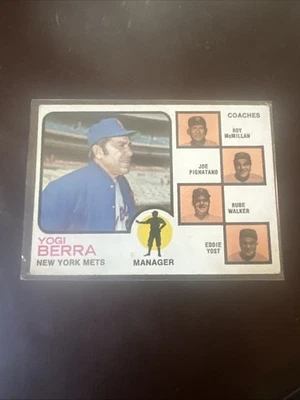 COACHES
ROY
McMILLAN
JOE
PIGNATANO
RUBE
WALKER
EDDIE
YOST
YOGI
BERRA
NEW YORK METS
MANAGER